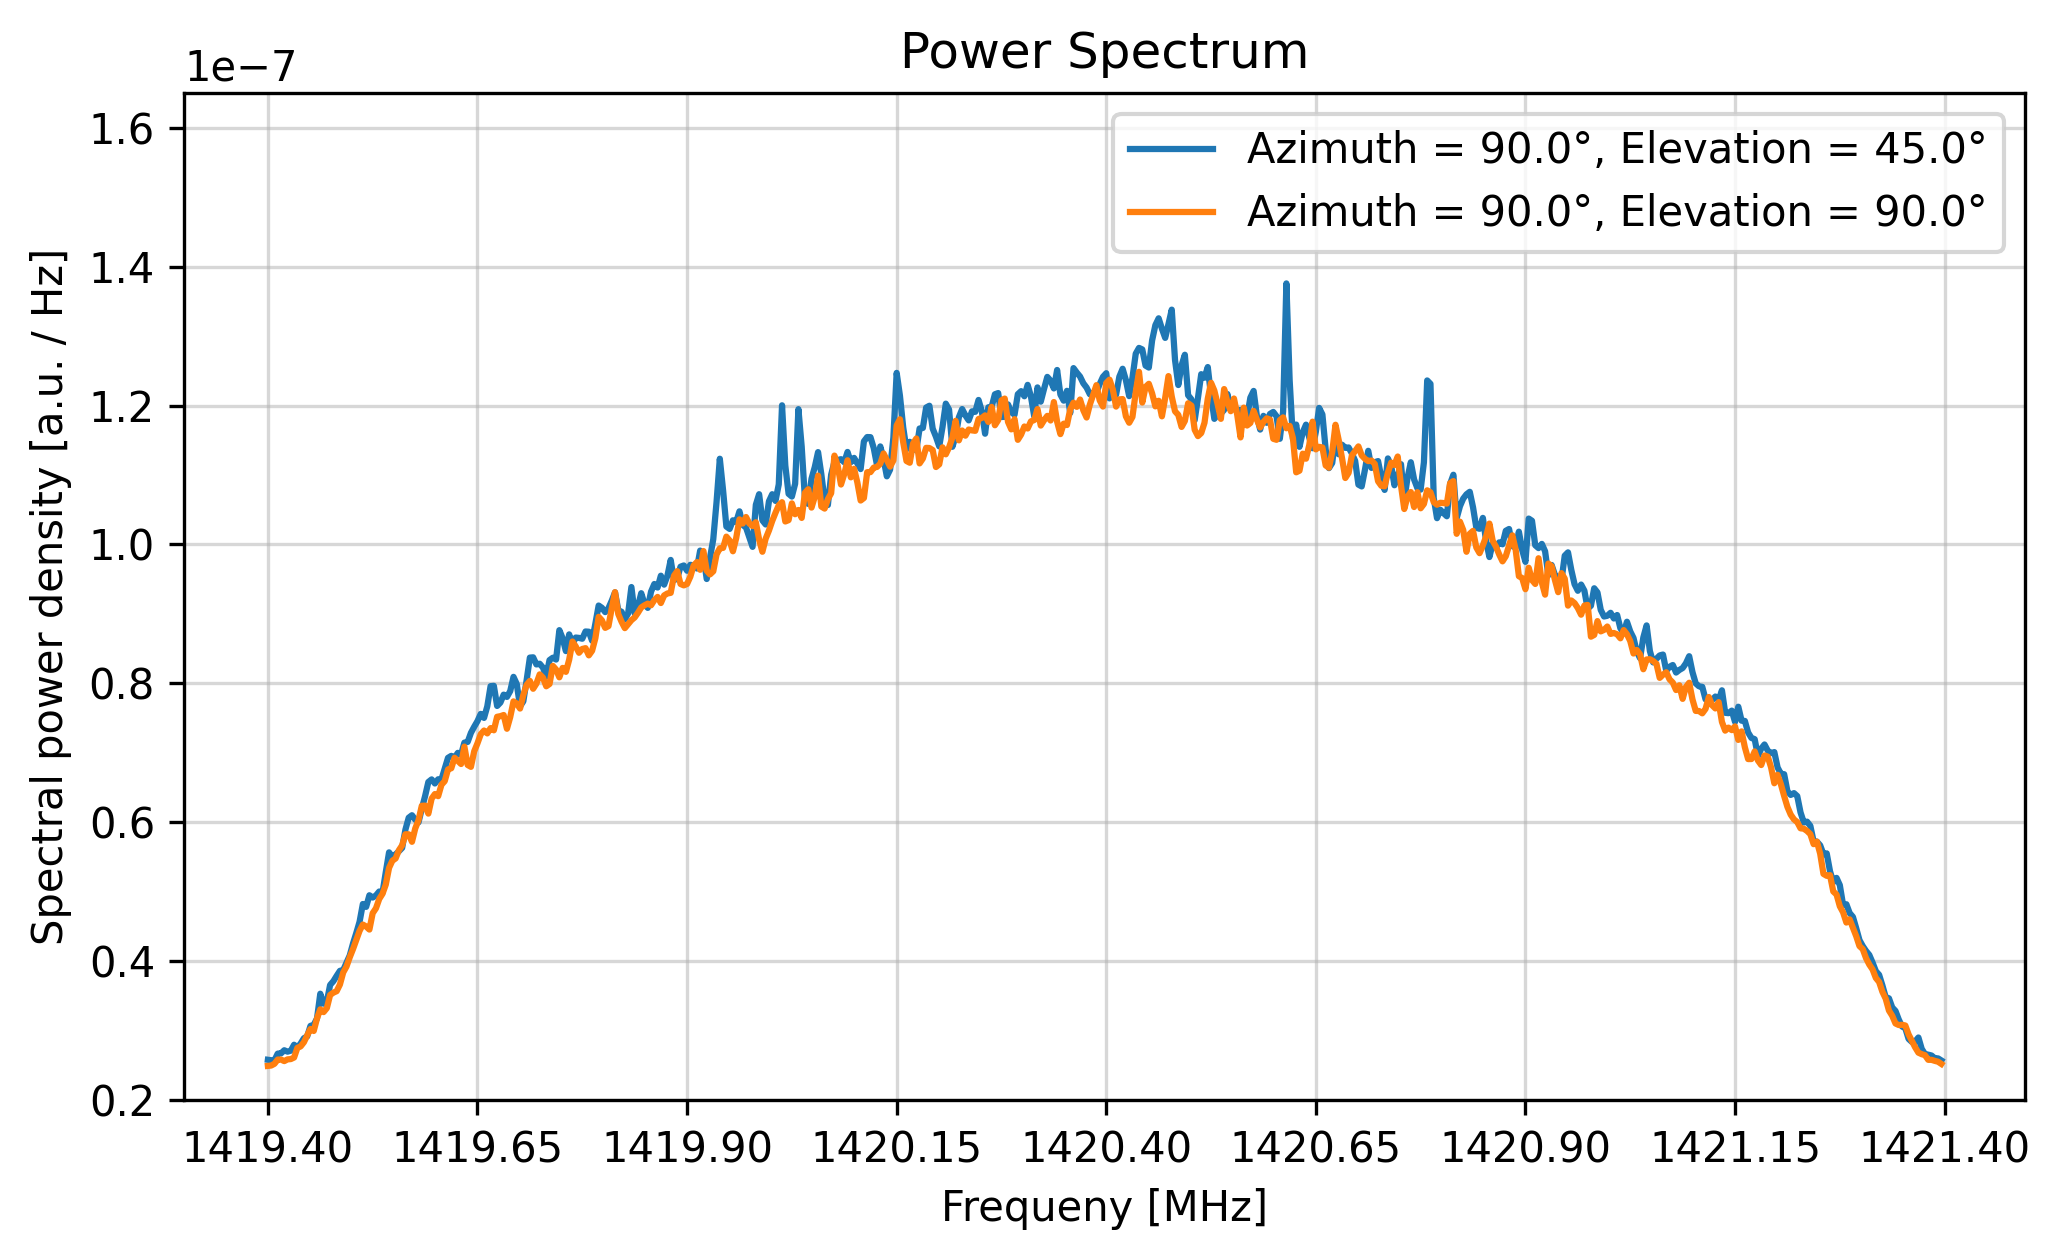 Power Spectrum
1e−7
Azimuth = 90.0°, Elevation = 45.0°
Azimuth = 90.0°, Elevation = 90.0°
1.6
1.4
1.2
1.0
0.8
0.6
0.4
0.2
Spectral power density [a.u. / Hz]
1419.40 1419.65 1419.90 1420.15 1420.40 1420.65 1420.90 1421.15 1421.40
Frequeny [MHz]